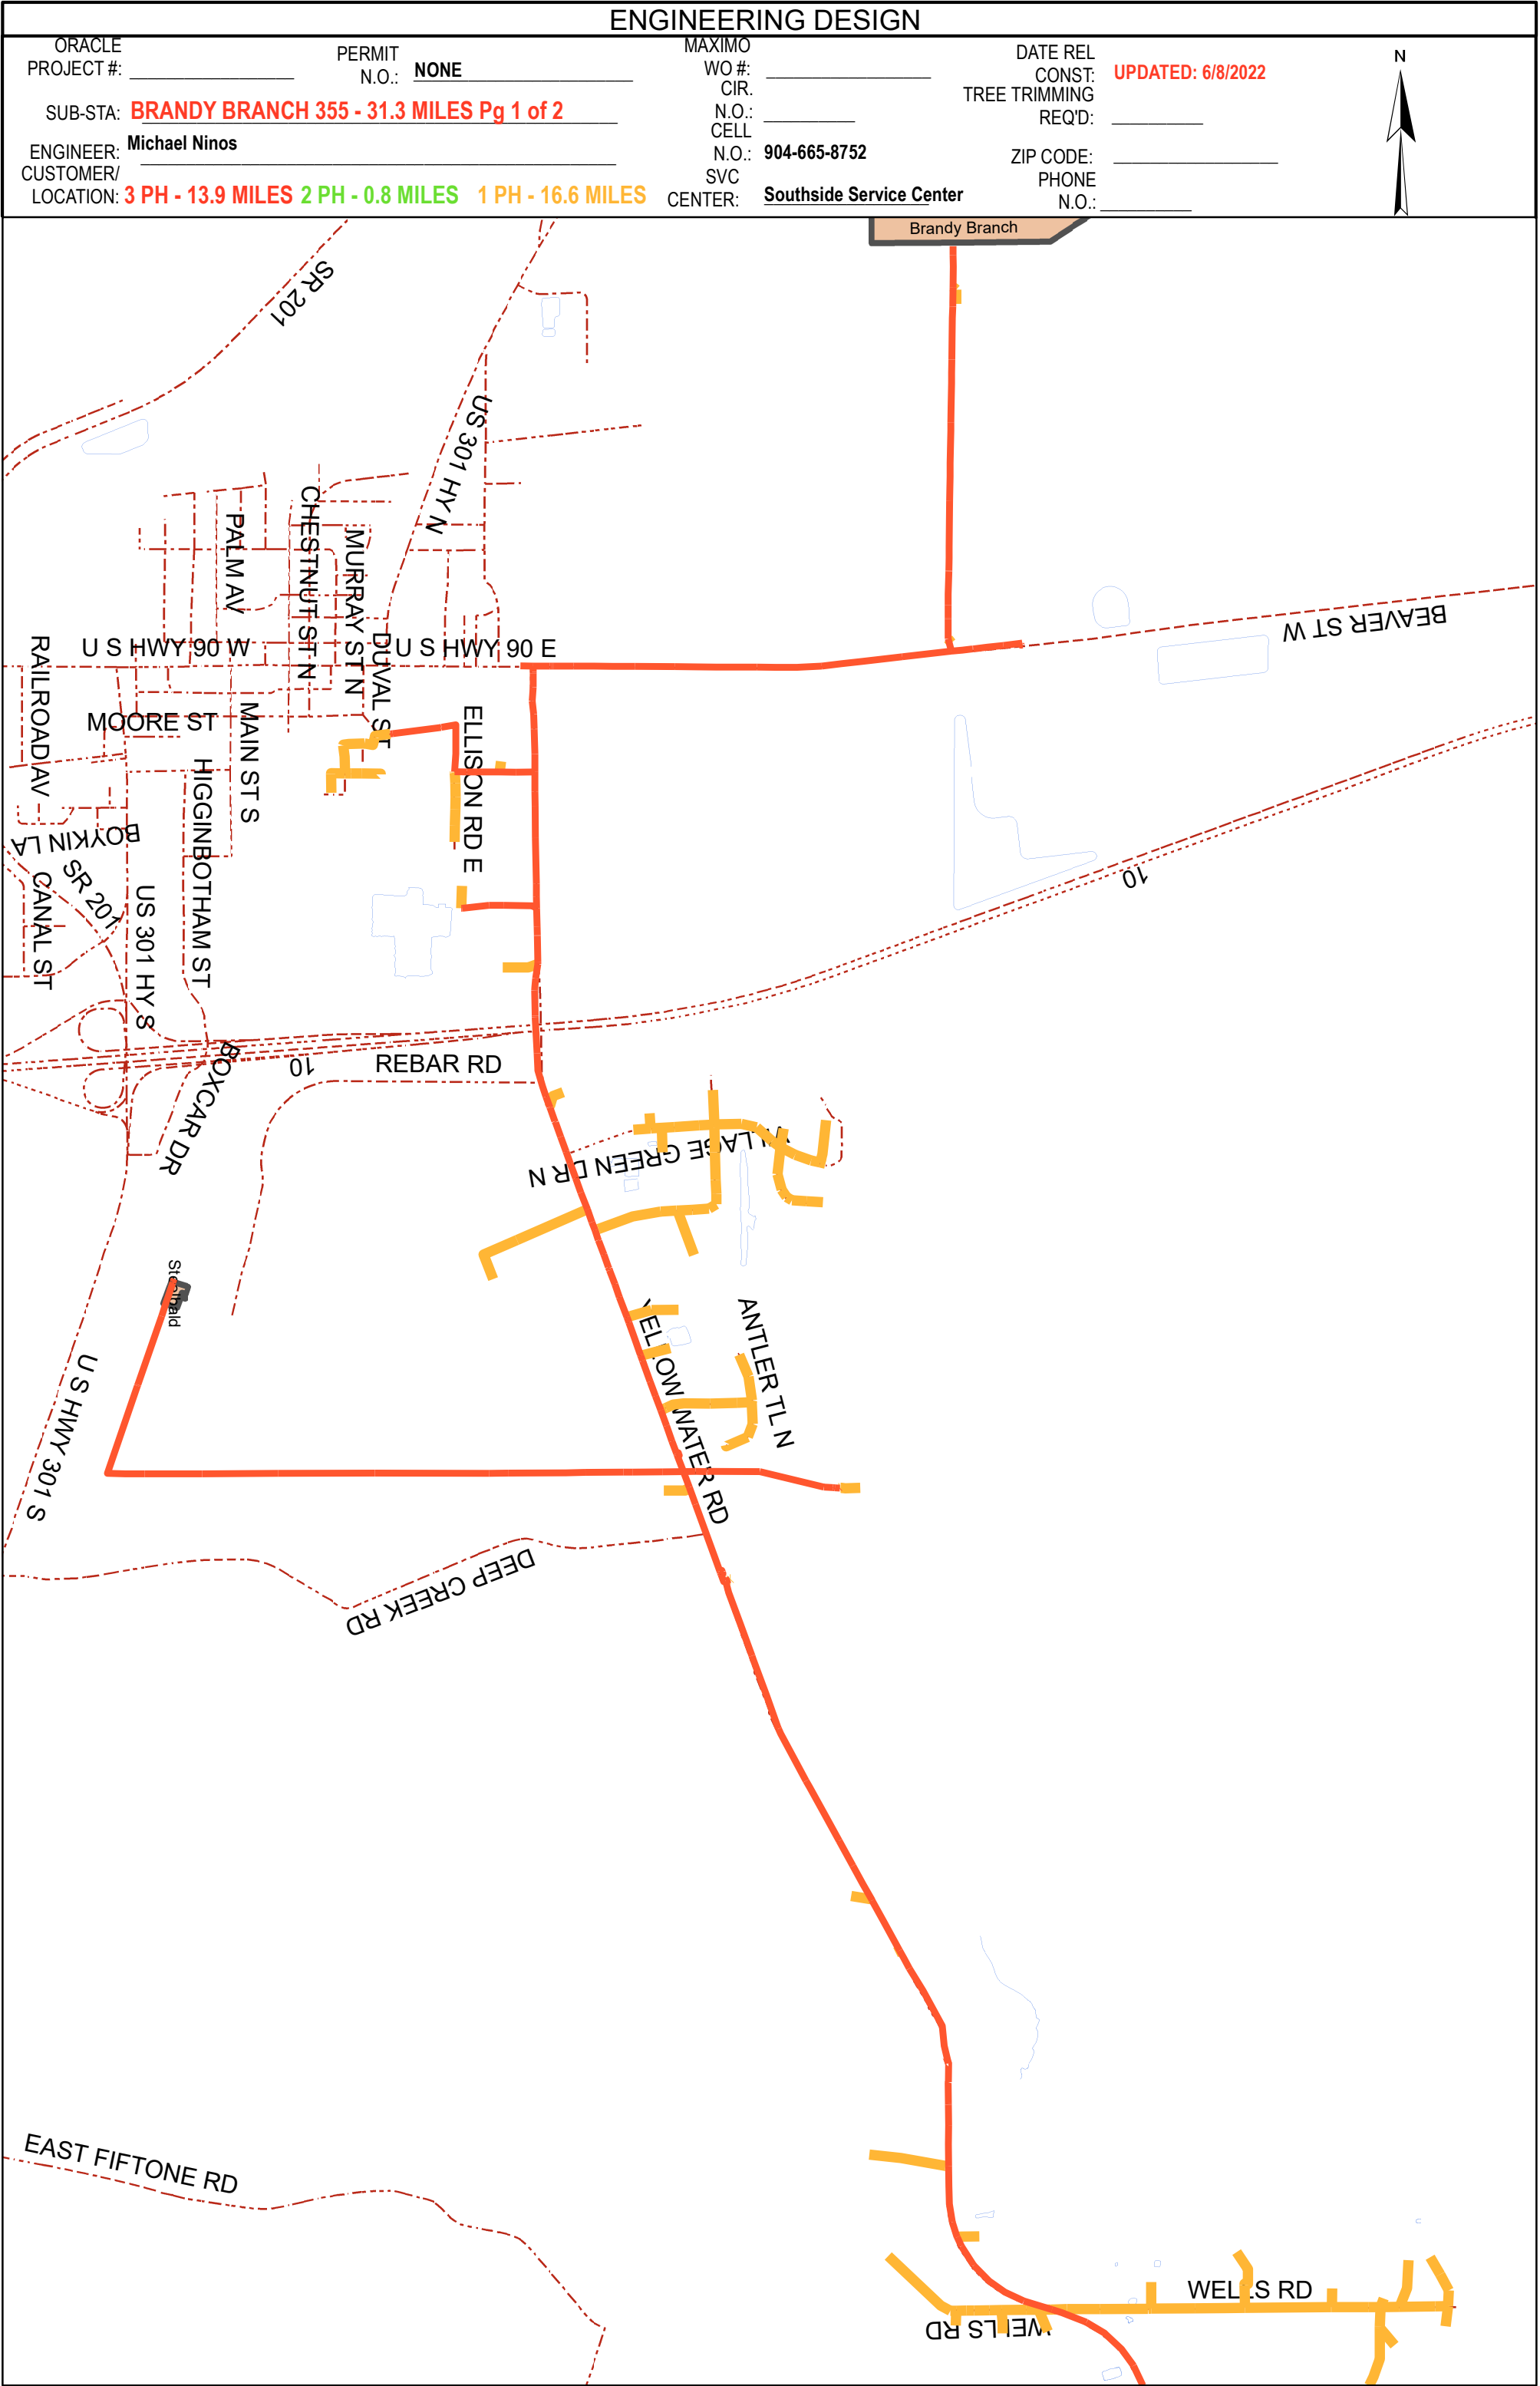 ENGINEERING DESIGN
ORACLE
PROJECT #:
PERMIT
N.O.: NONE
MAXIMO
WO #:
DATE REL
CONST: UPDATED: 6/8/2022
N
SUB-STA: BRANDY BRANCH 355 - 31.3 MILES Pg 1 of 2
CIR.
N.O.:
TREE TRIMMING
REQ'D:
ENGINEER: Michael Ninos
CELL
N.O.: 904-665-8752
ZIP CODE:
CUSTOMER/
LOCATION: 3 PH - 13.9 MILES 2 PH - 0.8 MILES 1 PH - 16.6 MILES
SVC
CENTER: Southside Service Center
PHONE
N.O.:
Brandy Branch
SR 201
US 301 HY N
PALM AV
CHESTNUT ST N
MURRAY ST N
BEAVER ST W
U S HWY 90 W
U S HWY 90 E
RAILROAD AV
DUVAL ST
MOORE ST
MAIN ST S
ELLISON RD E
HIGGINBOTHAM ST
BOYKIN LA
SR 201
CANAL ST
US 301 HY S
10
BOXCAR DR
10
REBAR RD
VILLAGE GREEN DR N
YELLOW WATER RD
ANTLER TL N
U S HWY 301 S
DEEP CREEK RD
EAST FIFTONE RD
WELLS RD
WELLS RD